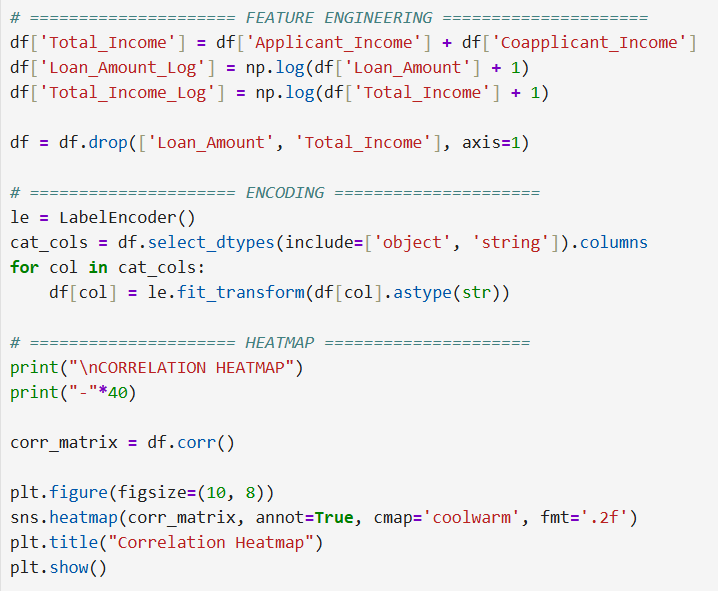 # ===================== FEATURE ENGINEERING =====================
df['Total_Income'] = df['Applicant_Income'] + df['Coapplicant_Income']
df['Loan_Amount_Log'] = np.log(df['Loan_Amount'] + 1)
df['Total_Income_Log'] = np.log(df['Total_Income'] + 1)
df = df.drop(['Loan_Amount', 'Total_Income'], axis=1)
# ===================== ENCODING =====================
le = LabelEncoder()
cat_cols = df.select_dtypes(include=['object', 'string']).columns
for col in cat_cols:
    df[col] = le.fit_transform(df[col].astype(str))
# ===================== HEATMAP =====================
print("\nCORRELATION HEATMAP")
print("-"*40)
corr_matrix = df.corr()
plt.figure(figsize=(10, 8))
sns.heatmap(corr_matrix, annot=True, cmap='coolwarm', fmt='.2f')
plt.title("Correlation Heatmap")
plt.show()